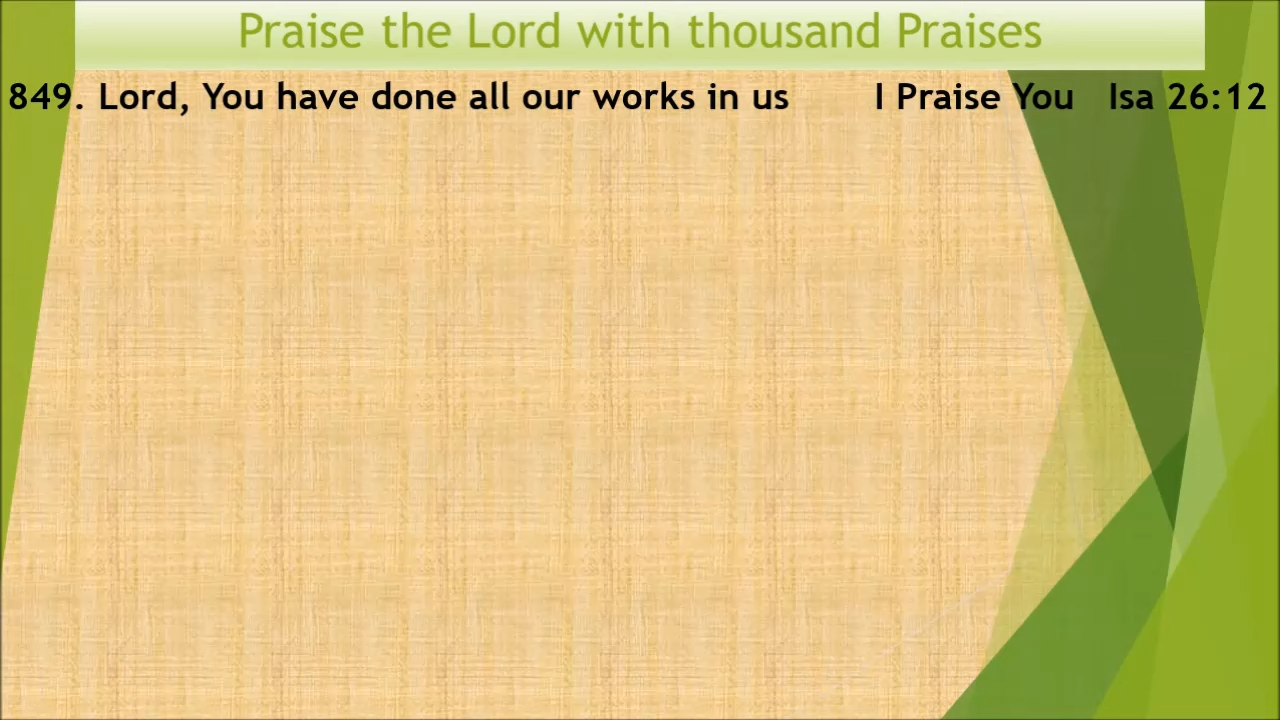 Praise the Lord with thousand Praises
849. Lord, You have done all our works in us I Praise You Isa 26:12